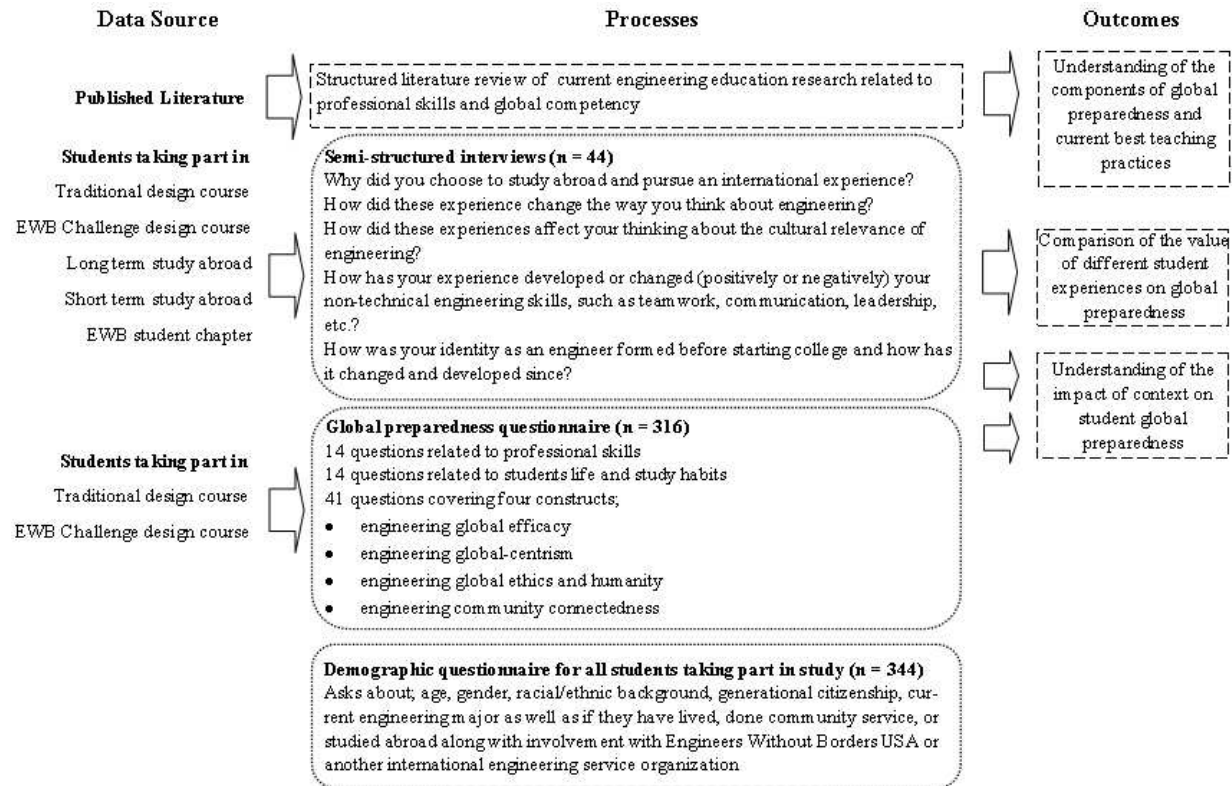 Data Source
Processes
Outcomes
Published Literature
Structured literature review of current engineering education research related to
professional skills and global competency
Understanding of the
components of global
preparedness and
current best teaching
practices
Students taking part in
Traditional design course
EWB Challenge design course
Long term study abroad
Short term study abroad
EWB student chapter
Semi-structured interviews (n = 44)
Why did you choose to study abroad and pursue an international experience?
How did these experience change the way you think about engineering?
How did these experiences affect your thinking about the cultural relevance of
engineering?
How has your experience developed or changed (positively or negatively) your
non-technical engineering skills, such as teamwork, communication, leadership,
etc.?
How was your identity as an engineer formed before starting college and how has
it changed and developed since?
Comparison of the value
of different student
experiences on global
preparedness
Understanding of the
impact of context on
student global
preparedness
Students taking part in
Traditional design course
EWB Challenge design course
Global preparedness questionnaire (n = 316)
14 questions related to professional skills
14 questions related to students life and study habits
41 questions covering four constructs;
• engineering global efficacy
• engineering global-centrism
• engineering global ethics and humanity
• engineering community connectedness
Demographic questionnaire for all students taking part in study (n = 344)
Asks about; age, gender, racial/ethnic background, generational citizenship, cur-
rent engineering major as well as if they have lived, done community service, or
studied abroad along with involvement with Engineers Without Borders USA or
another international engineering service organization